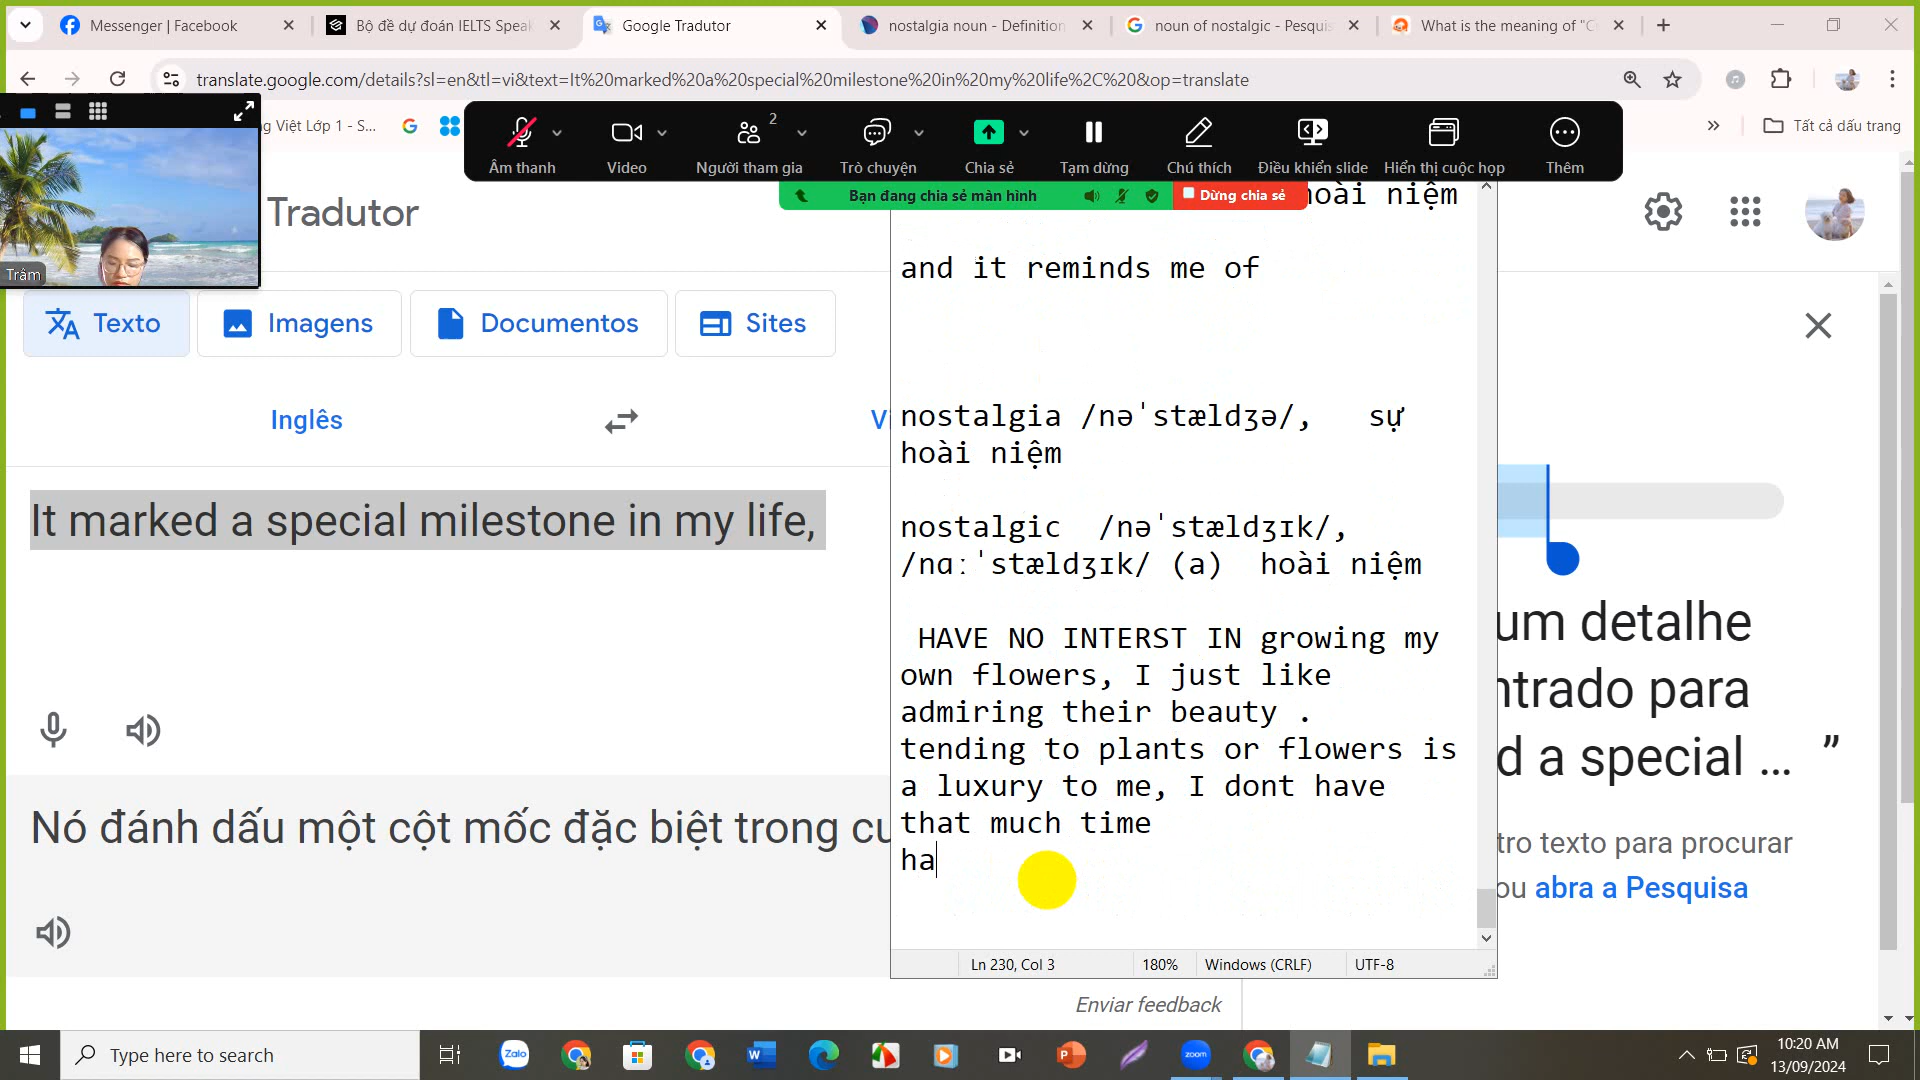 Messenger | Facebook
Bộ đề dự đoán IELTS Speak
Google Tradutor
nostalgia noun - Definition
noun of nostalgic - Pesquis
What is the meaning of "C
translate.google.com/details?sl=en&tl=vi&text=It%20marked%20a%20special%20milestone%20in%20my%20life%2C%20&op=translate
g Việt Lớp 1 - S...
Tất cả dấu trang
2
Âm thanh
Video
Người tham gia
Trò chuyện
Chia sẻ
Tạm dừng
Chú thích
Điều khiển slide
Hiển thị cuộc họp
Thêm
Bạn đang chia sẻ màn hình
Dừng chia sẻ
Trâm
Tradutor
Texto
Imagens
Documentos
Sites
Inglês
Vi
It marked a special milestone in my life,
Nó đánh dấu một cột mốc đặc biệt trong cu
hoài niệm
and it reminds me of
nostalgia /nəˈstældʒə/, sự
hoài niệm
nostalgic /nəˈstældʒɪk/,
/nɑːˈstældʒɪk/ (a) hoài niệm
HAVE NO INTERST IN growing my
own flowers, I just like
admiring their beauty .
tending to plants or flowers is
a luxury to me, I dont have
that much time
ha
Ln 230, Col 3
180%
Windows (CRLF)
UTF-8
um detalhe
ntrado para
d a special ... ”
tro texto para procurar
ou abra a Pesquisa
Enviar feedback
Type here to search
Zalo
zoom
10:20 AM
13/09/2024